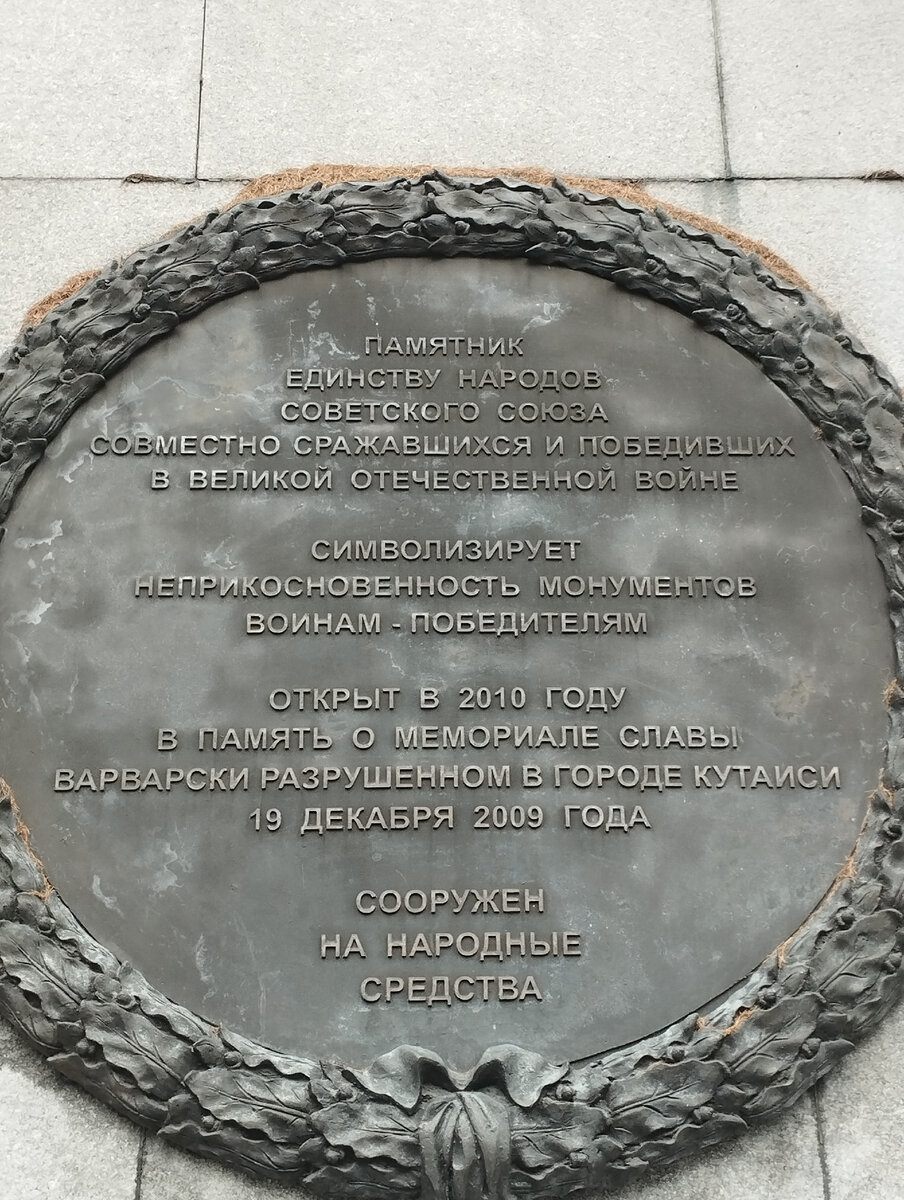 ПАМЯТНИК
ЕДИНСТВУ НАРОДОВ
СОВЕТСКОГО СОЮЗА
СОВМЕСТНО СРАЖАВШИХСЯ И ПОБЕДИВШИХ
В ВЕЛИКОЙ ОТЕЧЕСТВЕННОЙ ВОЙНЕ
СИМВОЛИЗИРУЕТ
НЕПРИКОСНОВЕННОСТЬ МОНУМЕНТОВ
ВОИНАМ - ПОБЕДИТЕЛЯМ
ОТКРЫТ В 2010 ГОДУ
В ПАМЯТЬ О МЕМОРИАЛЕ СЛАВЫ
ВАРВАРСКИ РАЗРУШЕННОМ В ГОРОДЕ КУТАИСИ
19 ДЕКАБРЯ 2009 ГОДА
СООРУЖЕН
НА НАРОДНЫЕ
СРЕДСТВА